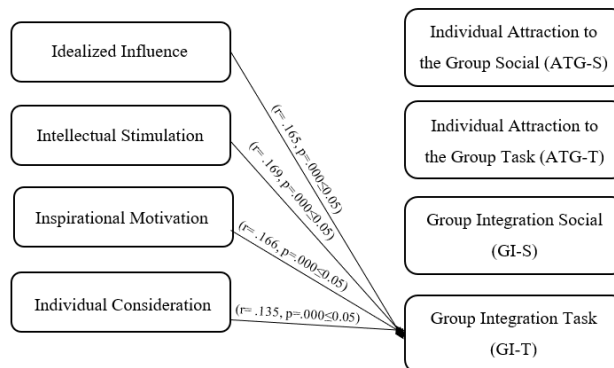 Idealized Influence
Intellectual Stimulation
Inspirational Motivation
Individual Consideration
(r= .165, p=.000≤0.05)
(r= .169, p=.000≤0.05)
(r= .166, p=.000≤0.05)
(r= .135, p=.000≤0.05)
Individual Attraction to
the Group Social (ATG-S)
Individual Attraction to
the Group Task (ATG-T)
Group Integration Social
(GI-S)
Group Integration Task
(GI-T)